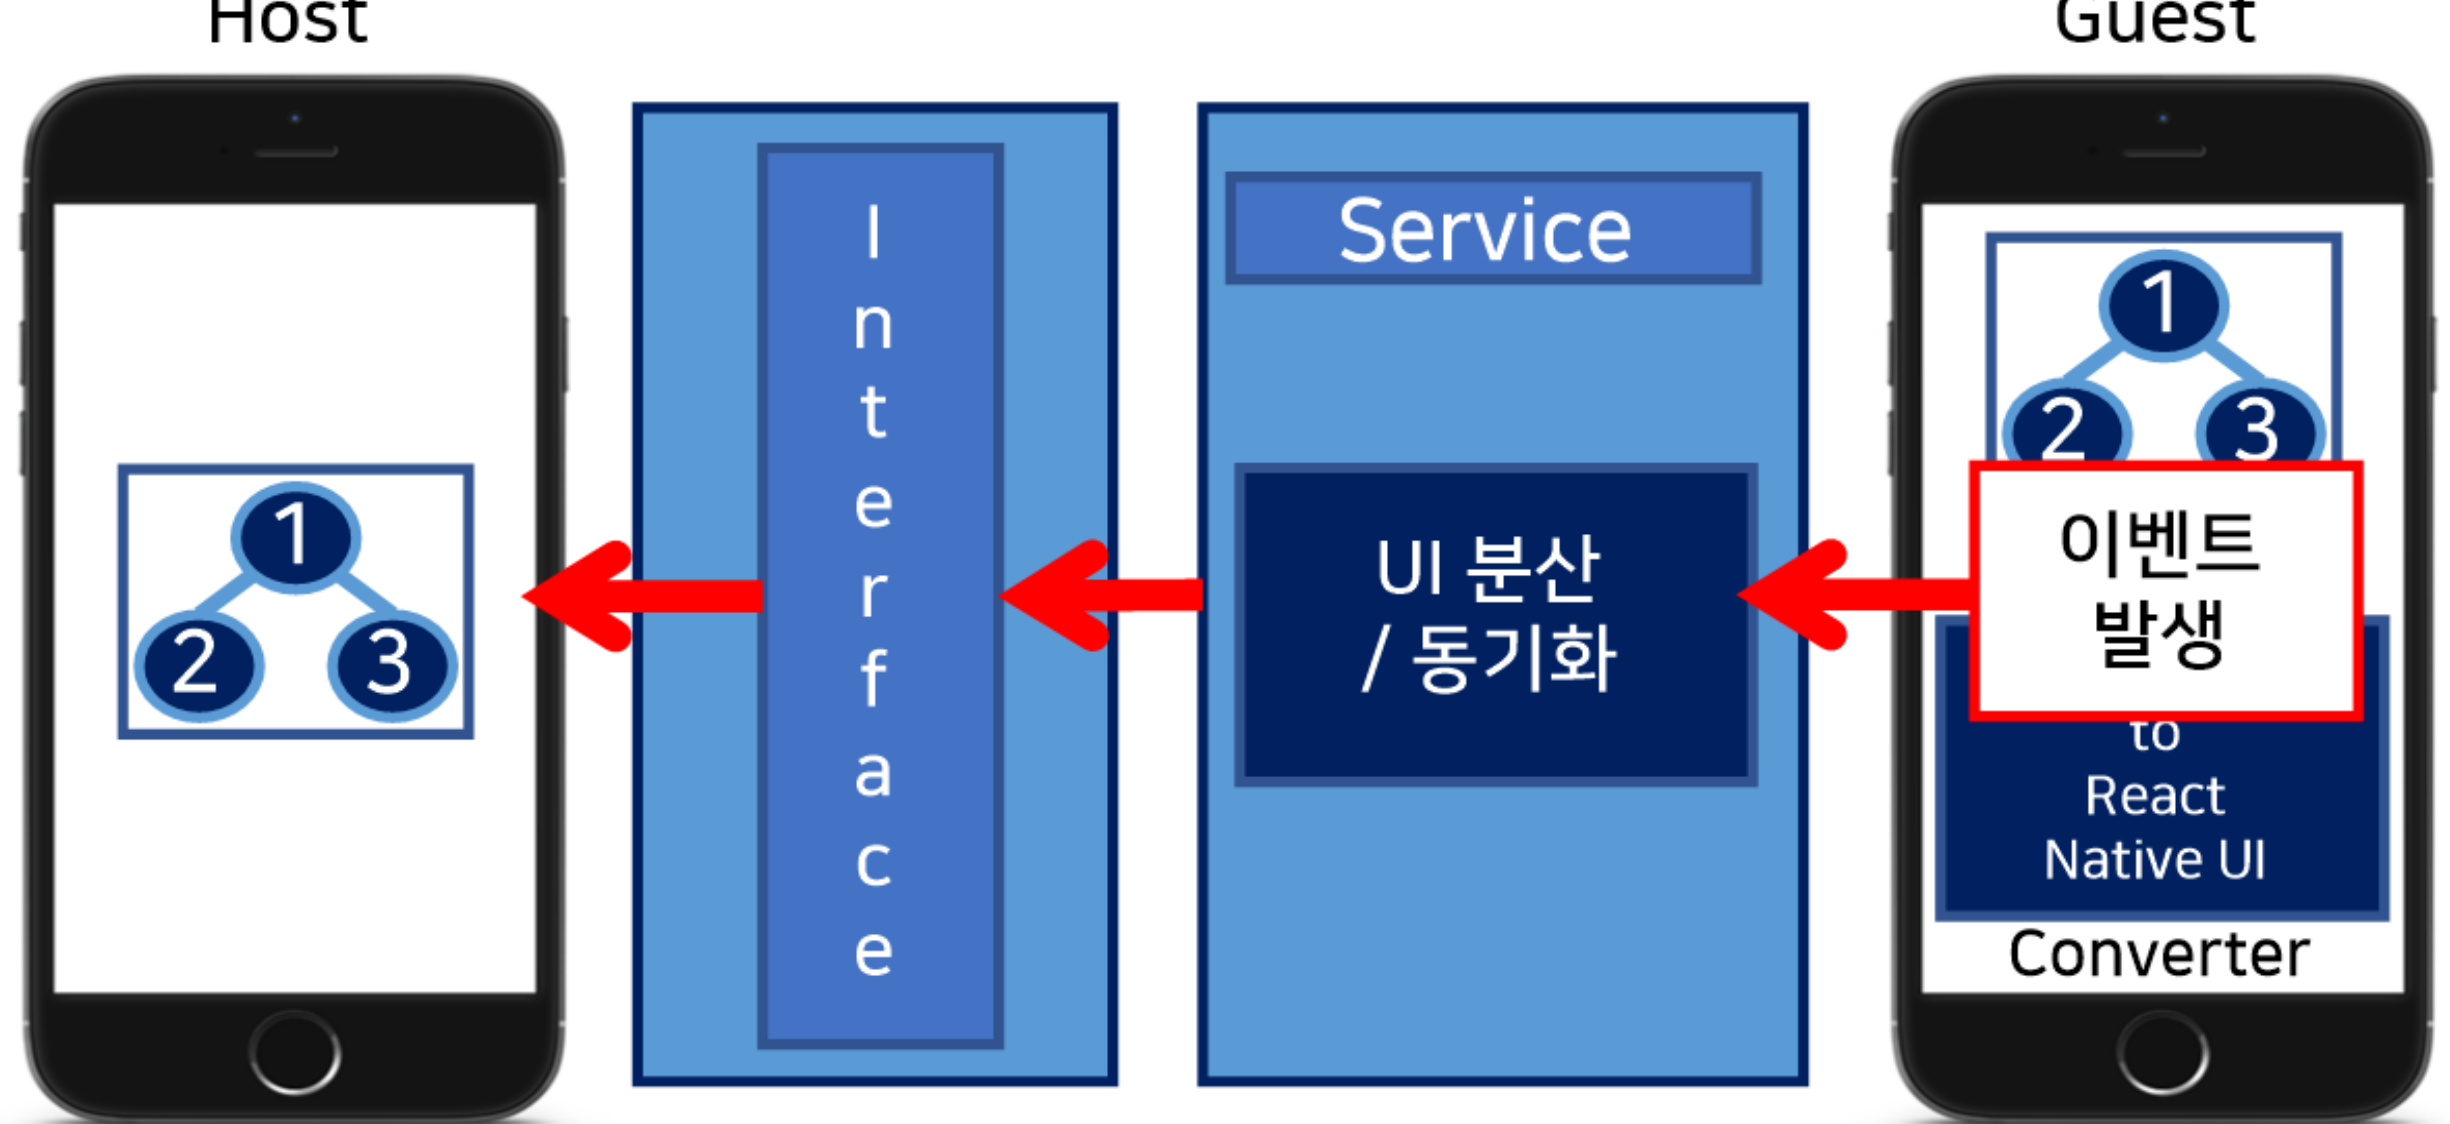 Host
Guest
1
2
3
I
n
t
e
r
f
a
c
e
Service
UI 분산
/ 동기화
1
2
3
이벤트
발생
to
React
Native UI
Converter